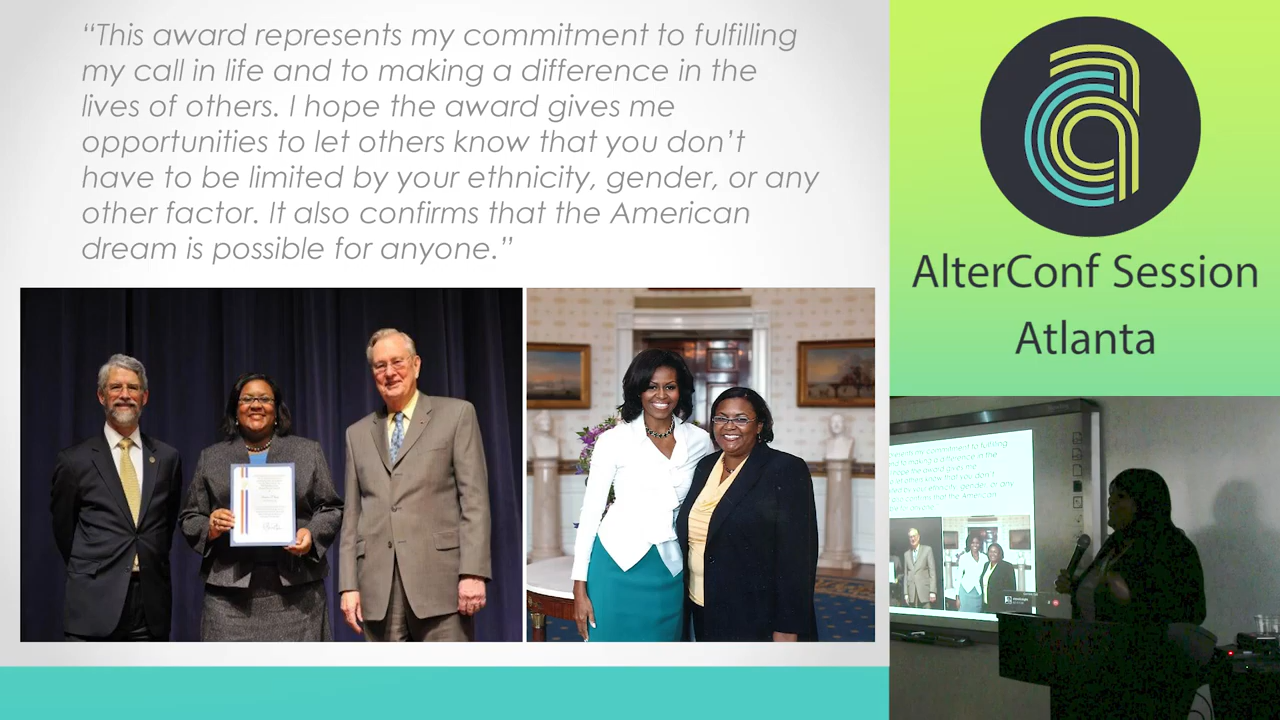 “This award represents my commitment to fulfilling
my call in life and to making a difference in the
lives of others. I hope the award gives me
opportunities to let others know that you don’t
have to be limited by your ethnicity, gender, or any
other factor. It also confirms that the American
dream is possible for anyone.”
AlterConf Session
Atlanta